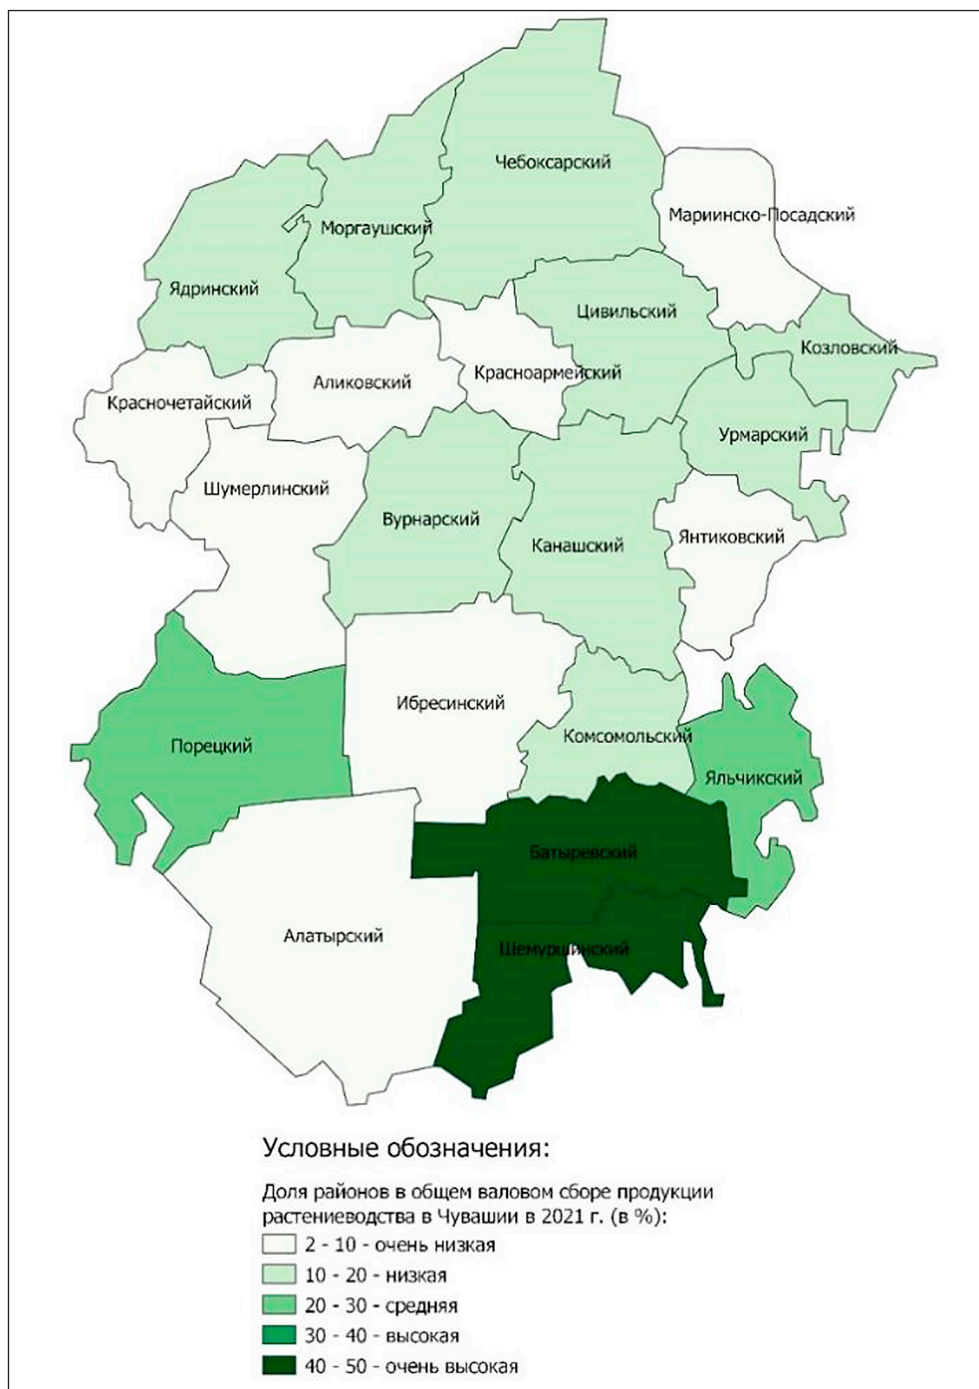 Чебоксарский
Мариинско-Посадский
Моргаушский
Ядринский
Цивильский
Козловский
Красноармейский
Аликовский
Красночетайский
Урмарский
Шумерлинский
Вурнарский
Янтиковский
Канашский
Ибресинский
Комсомольский
Порецкий
Яльчикский
Батыревский
Алатырский
Шемуршинский
Условные обозначения:
Доля районов в общем валовом сборе продукции
растениеводства в Чувашии в 2021 г. (в %):
2 - 10 - очень низкая
10 - 20 - низкая
20 - 30 - средняя
30 - 40 - высокая
40 - 50 - очень высокая